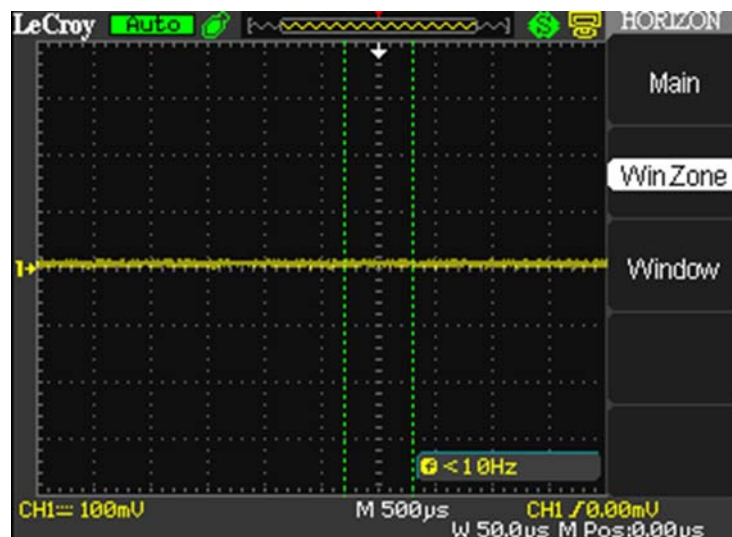 LeCroy Auto S HORIZON
Main
Win Zone
1
Window
f <10Hz
CH1 100mV M 500µs CH1 0.00mV
W 50.0µs M Pos:0.00µs